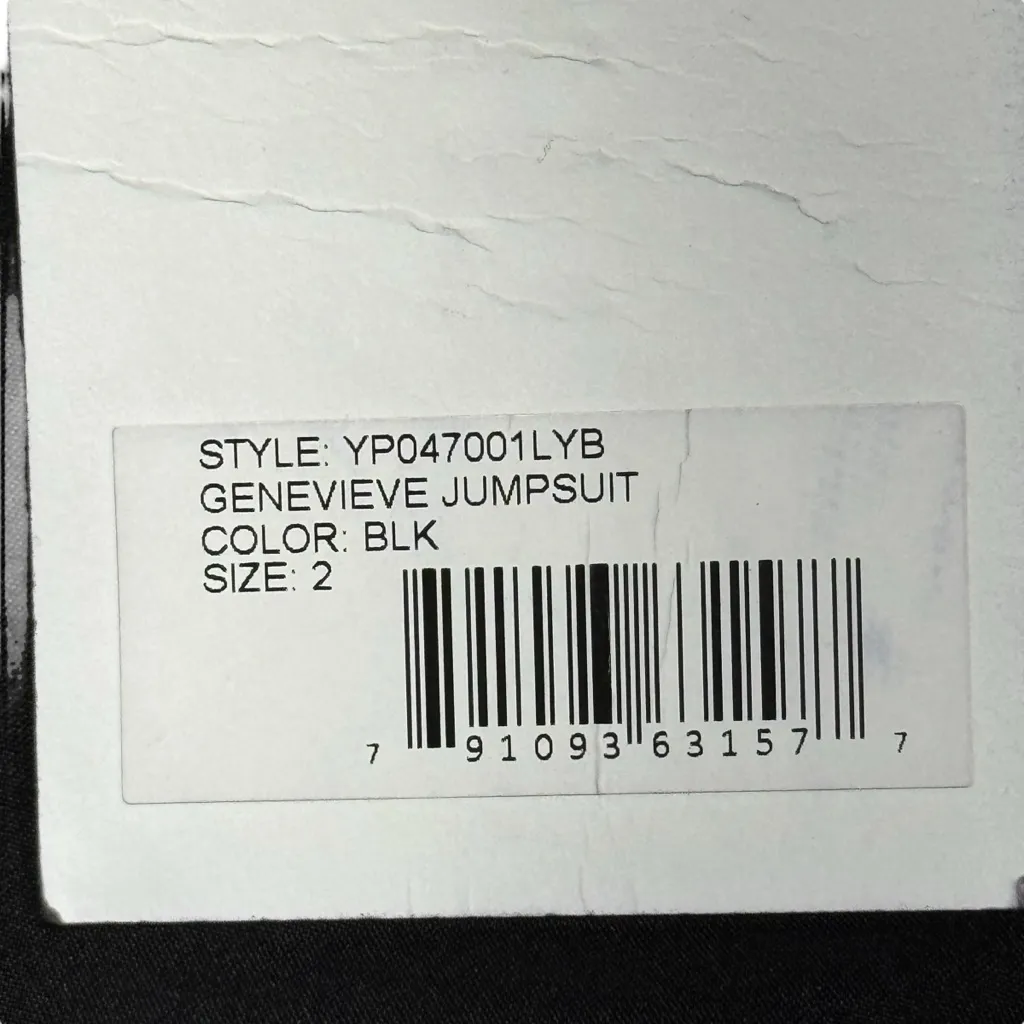 STYLE: YP047001LYB
GENEVIEVE JUMPSUIT
COLOR: BLK
SIZE: 2
7 91093 63157 7